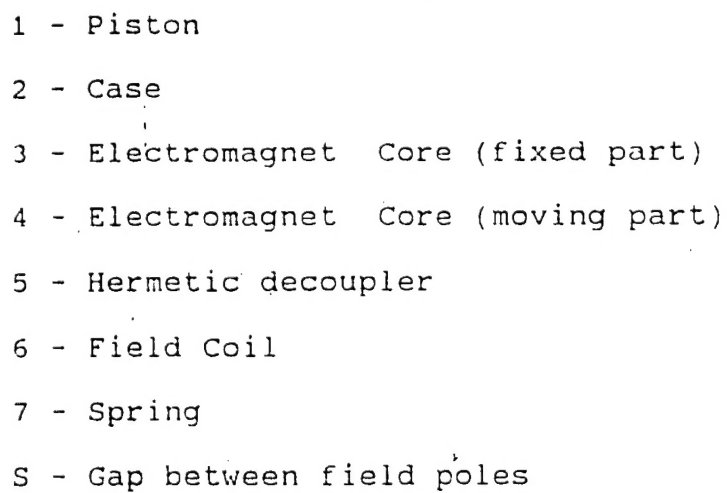 1 - Piston
2 - Case
3 - Electromagnet Core (fixed part)
4 - Electromagnet Core (moving part)
5 - Hermetic decoupler
6 - Field Coil
7 - Spring
S - Gap between field poles